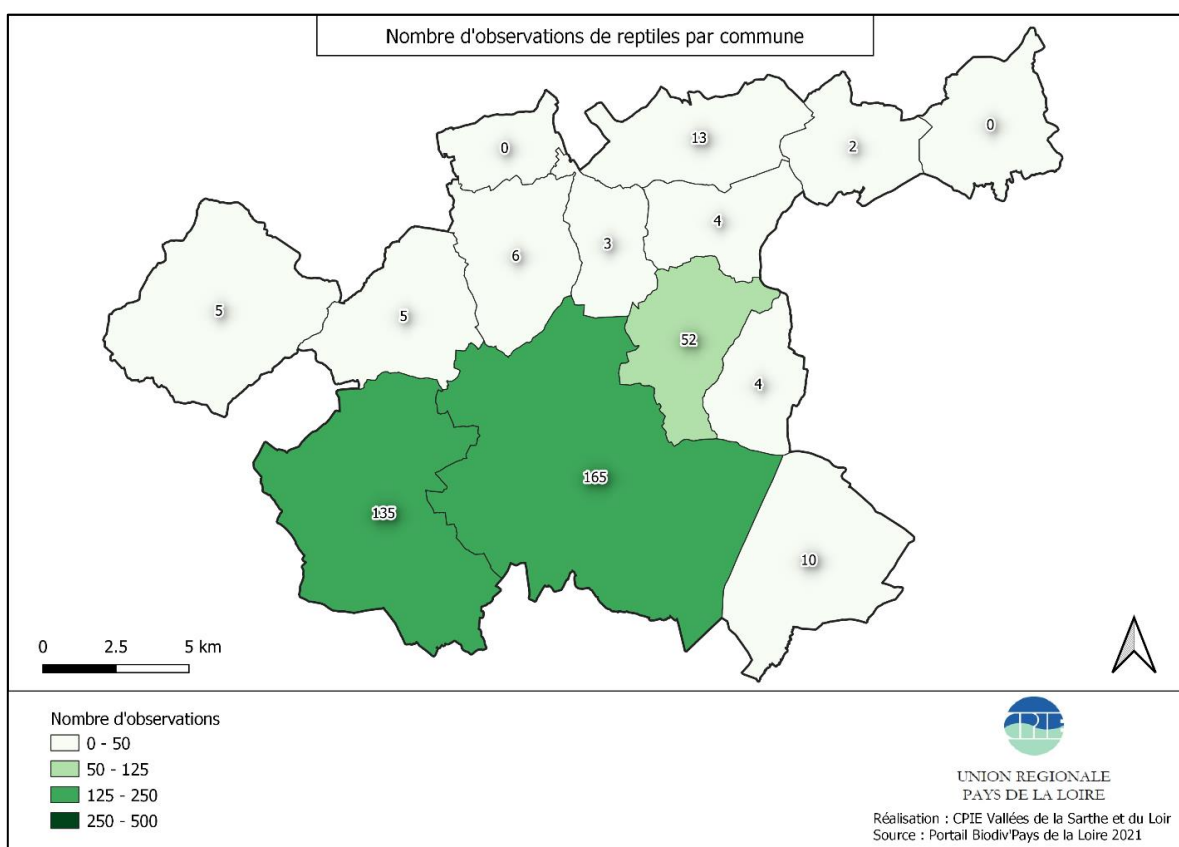 Nombre d'observations de reptiles par commune
0
13
2
0
6
3
4
5
5
52
4
135
165
10
0 2.5 5 km
Nombre d'observations
0 - 50
50 - 125
125 - 250
250 - 500
CPIE
UNION REGIONALE
PAYS DE LA LOIRE
Réalisation : CPIE Vallées de la Sarthe et du Loir
Source : Portail Biodiv'Pays de la Loire 2021